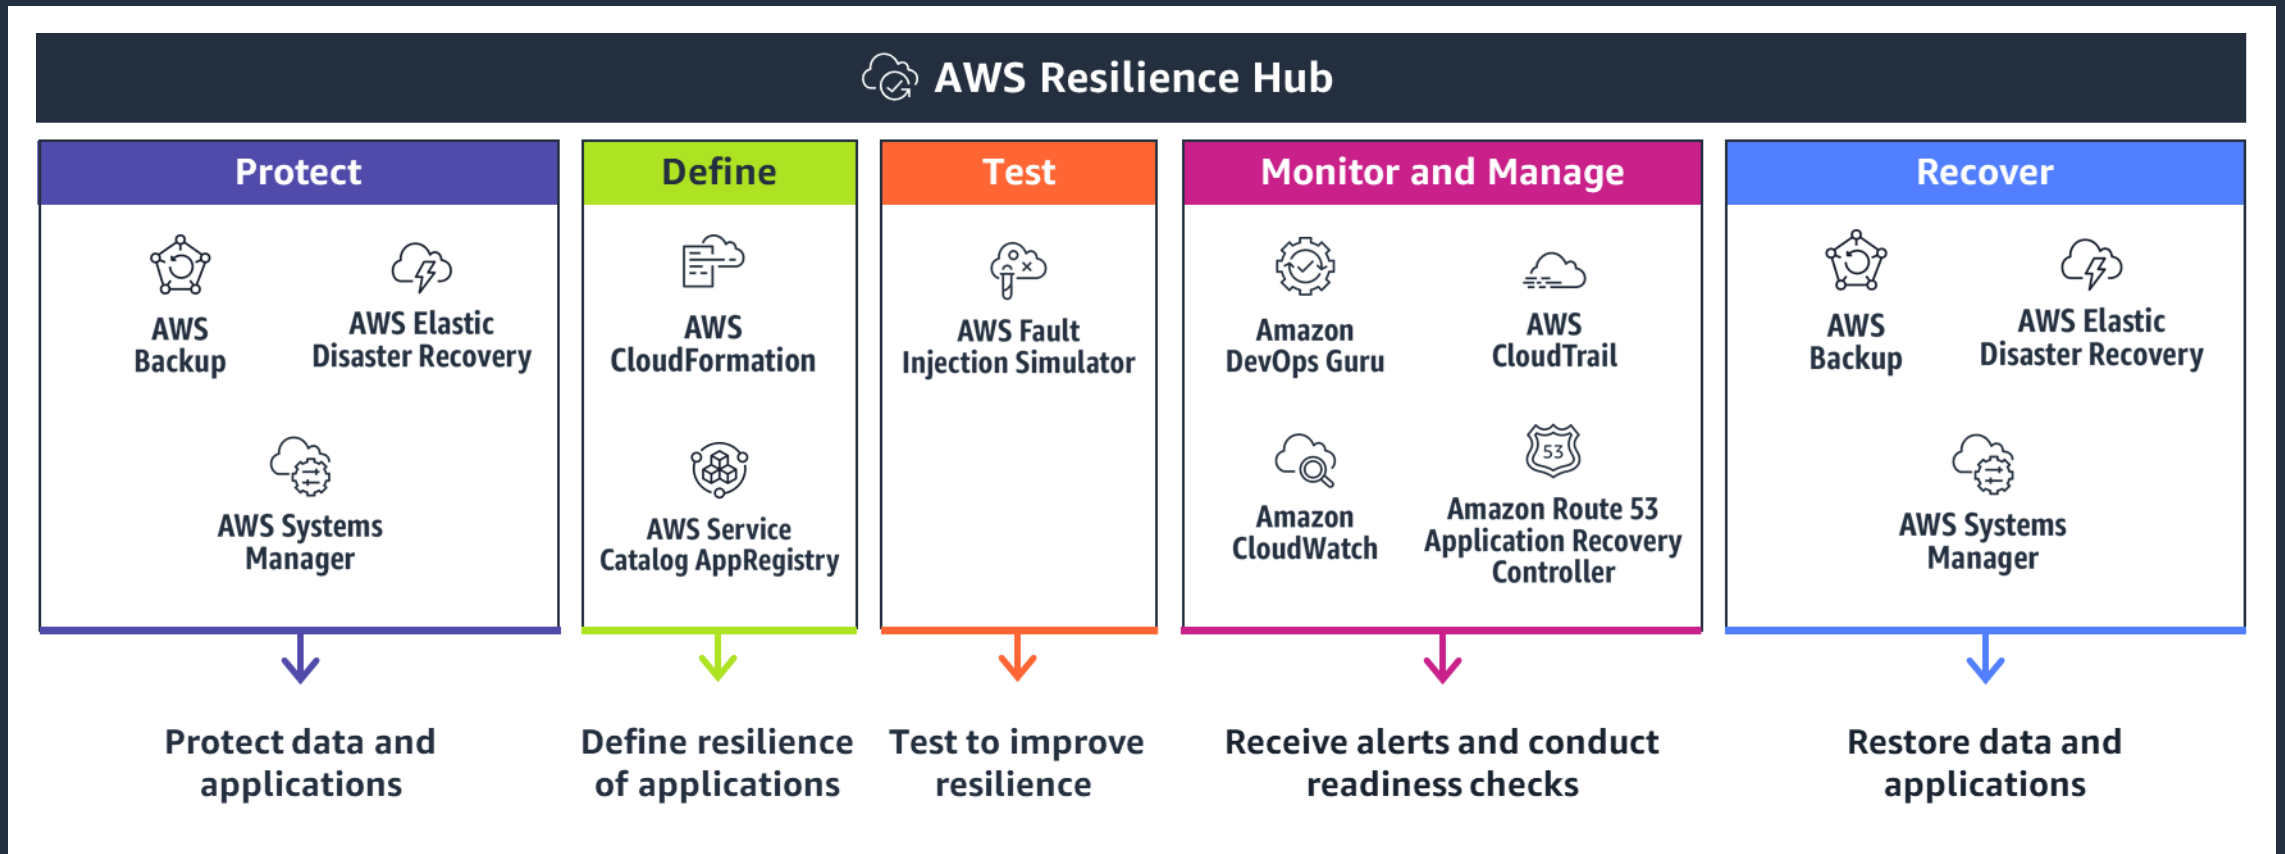 AWS Resilience Hub
Protect
AWS
Backup
AWS Elastic
Disaster Recovery
AWS Systems
Manager
Define
AWS
CloudFormation
AWS Service
Catalog AppRegistry
Test
AWS Fault
Injection Simulator
Monitor and Manage
Amazon
DevOps Guru
AWS
CloudTrail
Amazon
CloudWatch
53
Amazon Route 53
Application Recovery
Controller
Recover
AWS
Backup
AWS Elastic
Disaster Recovery
AWS Systems
Manager
Protect data and
applications
Define resilience
of applications
Test to improve
resilience
Receive alerts and conduct
readiness checks
Restore data and
applications